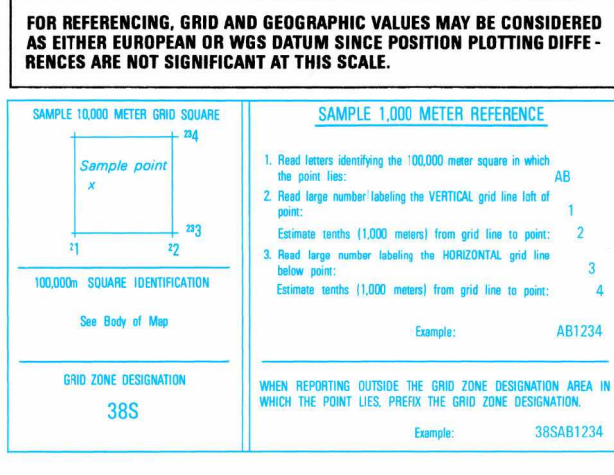 FOR REFERENCING, GRID AND GEOGRAPHIC VALUES MAY BE CONSIDERED
AS EITHER EUROPEAN OR WGS DATUM SINCE POSITION PLOTTING DIFFE-
RENCES ARE NOT SIGNIFICANT AT THIS SCALE.
SAMPLE 10,000 METER GRID SQUARE
234
Sample point
x
233
21
22
100,000m SQUARE IDENTIFICATION
See Body of Map
GRID ZONE DESIGNATION
38S
SAMPLE 1,000 METER REFERENCE
1. Read letters identifying the 100,000 meter square in which
the point lies: AB
2. Read large number labeling the VERTICAL grid line left of
point: 1
Estimate tenths (1,000 meters) from grid line to point: 2
3. Read large number labeling the HORIZONTAL grid line
below point: 3
Estimate tenths (1,000 meters) from grid line to point: 4
Example: AB1234
WHEN REPORTING OUTSIDE THE GRID ZONE DESIGNATION AREA IN
WHICH THE POINT LIES, PREFIX THE GRID ZONE DESIGNATION.
Example: 38SAB1234